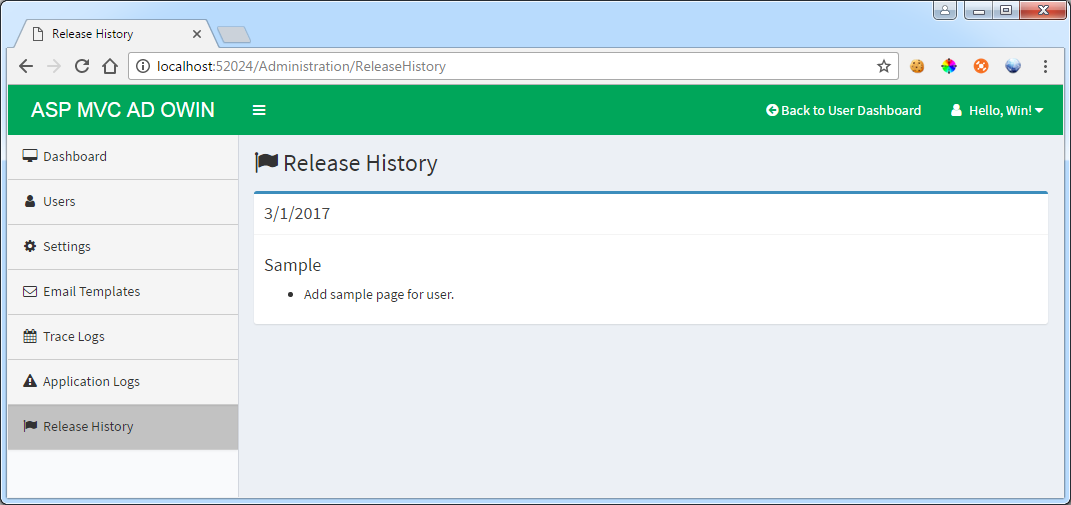 Release History
localhost:52024/Administration/ReleaseHistory
ASP MVC AD OWIN
Back to User Dashboard
Hello, Win!
Dashboard
Users
Settings
Email Templates
Trace Logs
Application Logs
Release History
Release History
3/1/2017
Sample
• Add sample page for user.